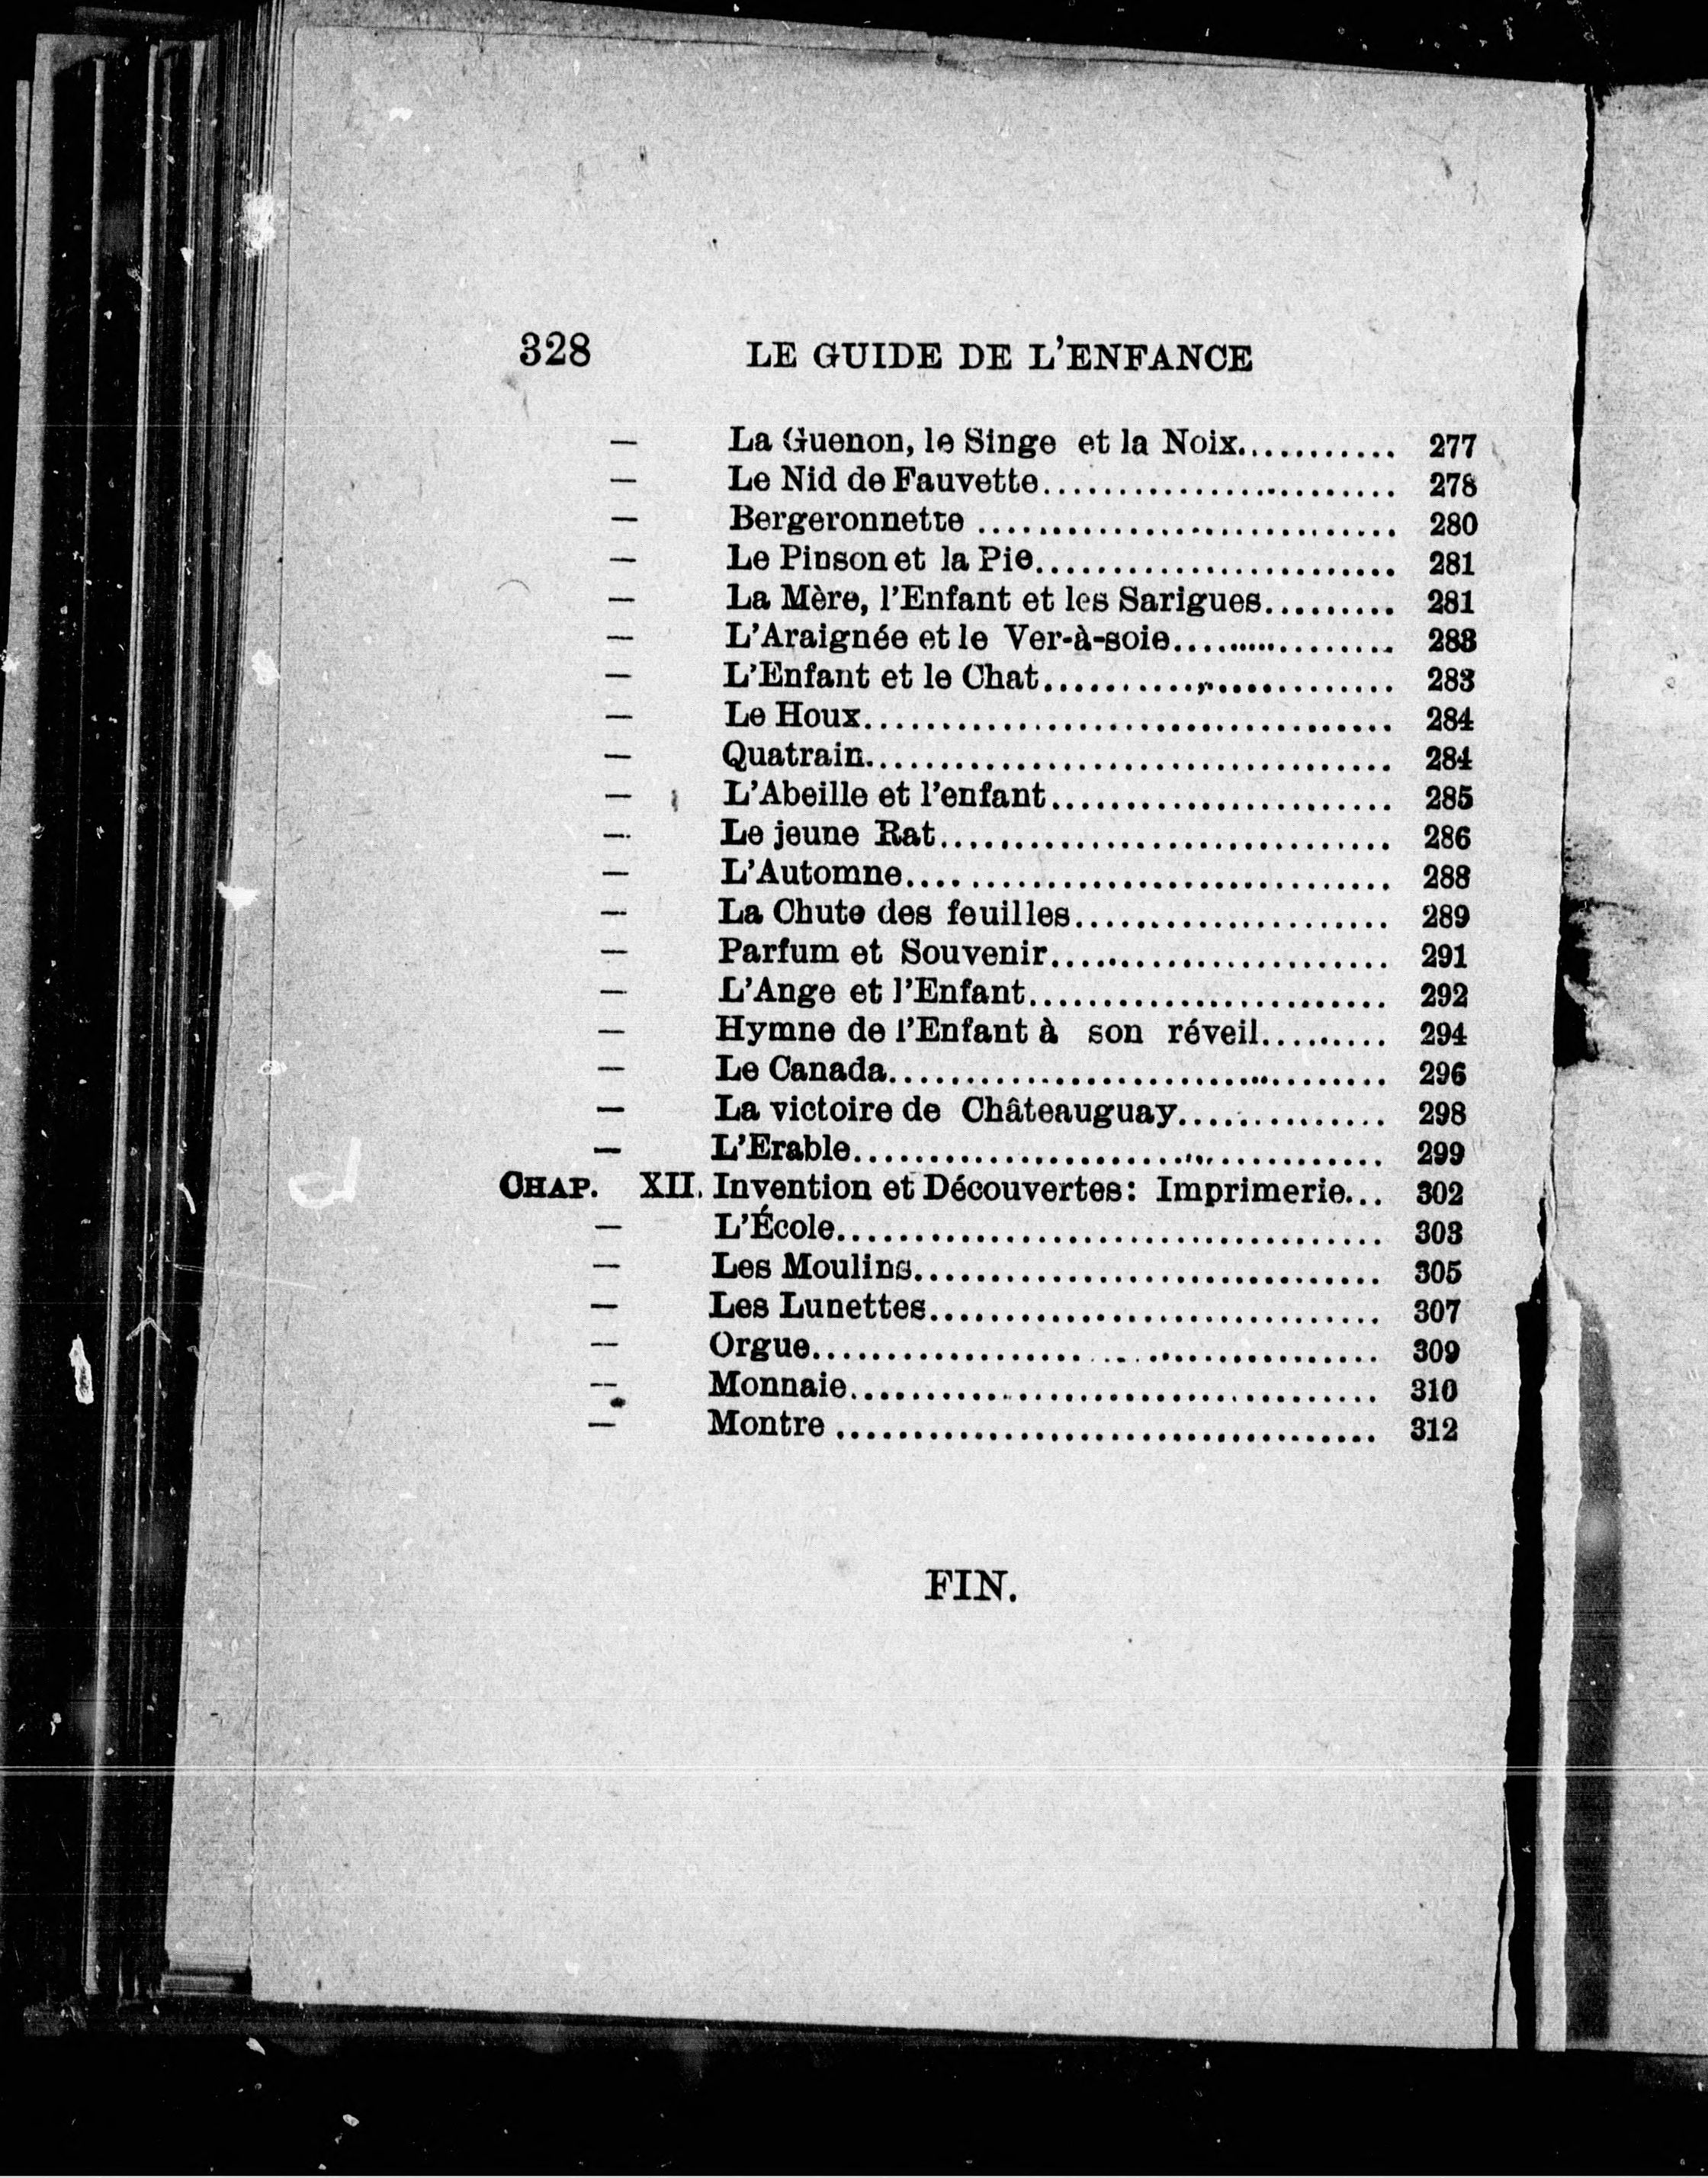 328 LE GUIDE DE L'ENFANCE
— La Guenon, le Singe et la Noix........... 277
— Le Nid de Fauvette....................... 278
— Bergeronnette ........................... 280
— Le Pinson et la Pie........................ 281
— La Mère, l'Enfant et les Sarigues......... 281
— L'Araignée et le Ver-à-soie............... 283
— L'Enfant et le Chat....................... 283
— Le Houx................................... 284
— Quatrain.................................. 284
— L'Abeille et l'enfant....................... 285
— Le jeune Rat.............................. 286
— L'Automne................................ 288
— La Chute des feuilles..................... 289
— Parfum et Souvenir....................... 291
— L'Ange et l'Enfant........................ 292
— Hymne de l'Enfant à son réveil......... 294
— Le Canada................................. 296
— La victoire de Châteauguay.............. 298
— L'Erable................................... 299
CHAP. XII. Invention et Découvertes: Imprimerie... 302
— L'École.................................... 303
— Les Moulins............................... 305
— Les Lunettes.............................. 307
— Orgue..................................... 309
— Monnaie................................... 310
— Montre ................................... 312
FIN.